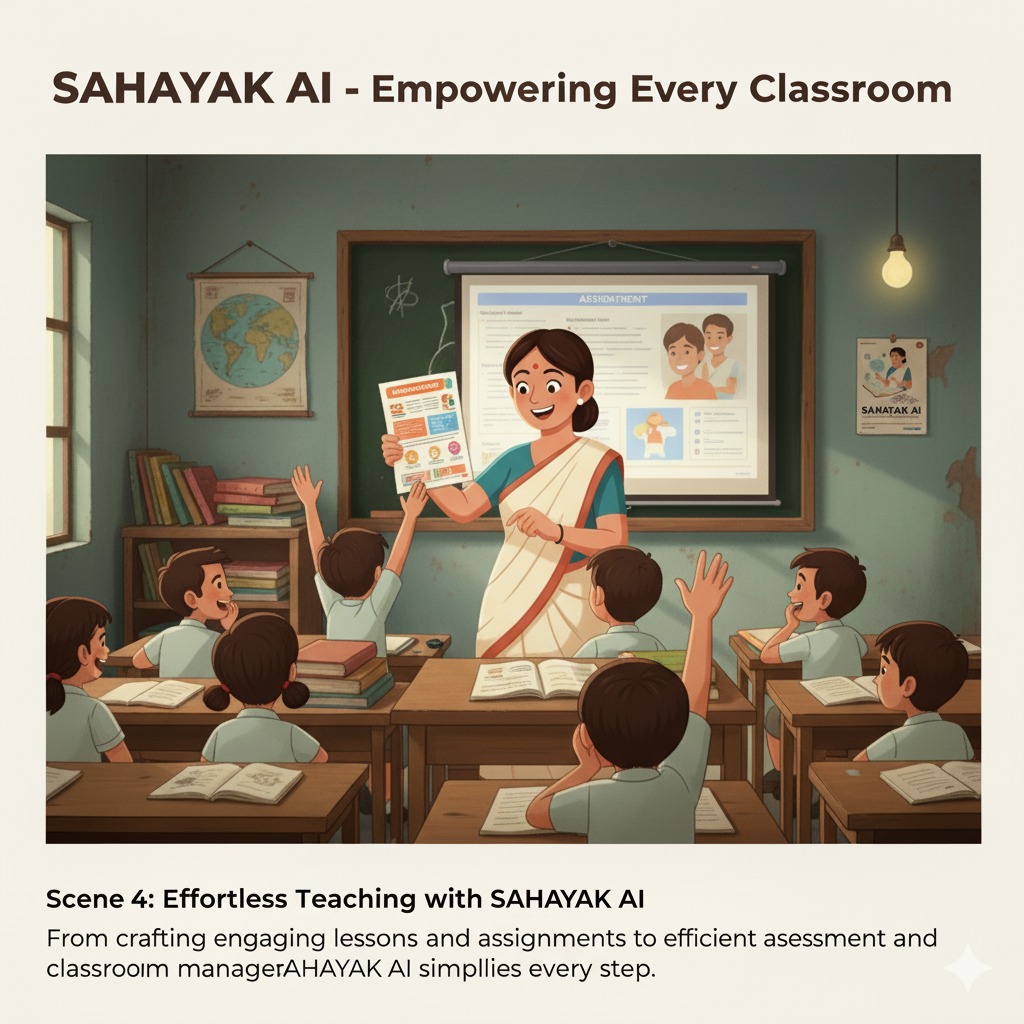 SAHAYAK AI - Empowering Every Classroom
SANATAK AI
Scene 4: Effortless Teaching with SAHAYAK AI
From crafting engaging lessons and assignments to efficient asessment and
classroom managerAHAYAK AI simpllies every step.